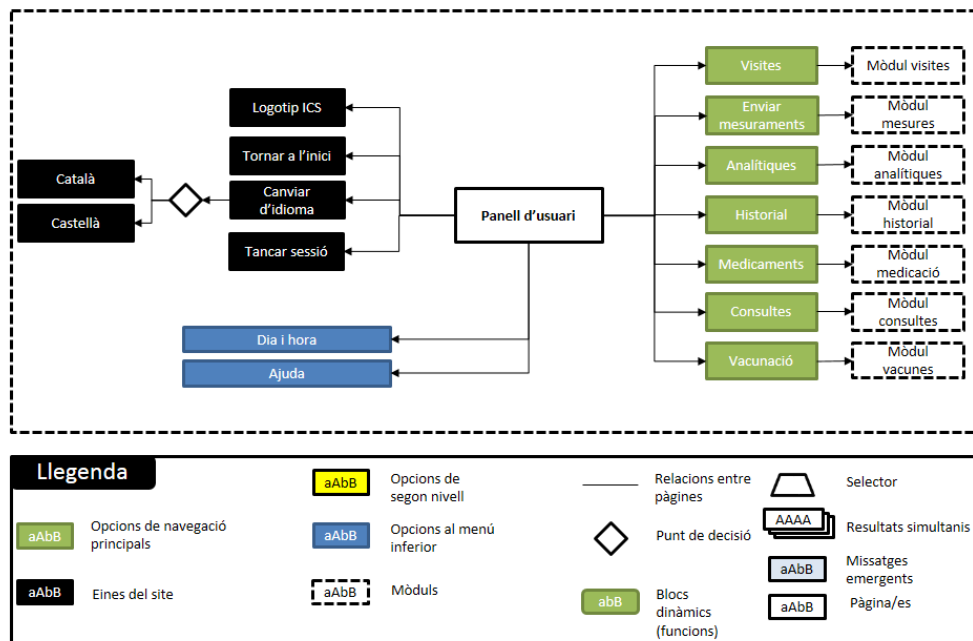 Logotip ICS
Tornar a l'inici
Canviar
d'idioma
Tancar sessió
Català
Castellà
Panell d'usuari
Dia i hora
Ajuda
Visites
Mòdul visites
Enviar
mesuraments
Mòdul
mesures
Analítiques
Mòdul
analítiques
Historial
Mòdul
historial
Medicaments
Mòdul
medicació
Consultes
Mòdul
consultes
Vacunació
Mòdul
vacunes
Llegenda
aAbB
Opcions de navegació
principals
aAbB
Eines del site
aAbB
Opcions de
segon nivell
aAbB
Opcions al menú
inferior
aAbB
Mòduls
Relacions entre
pàgines
Punt de decisió
abB
Blocs
dinàmics
(funcions)
Selector
AAAA
Resultats simultanis
aAbB
Missatges
emergents
aAbB
Pàgina/es